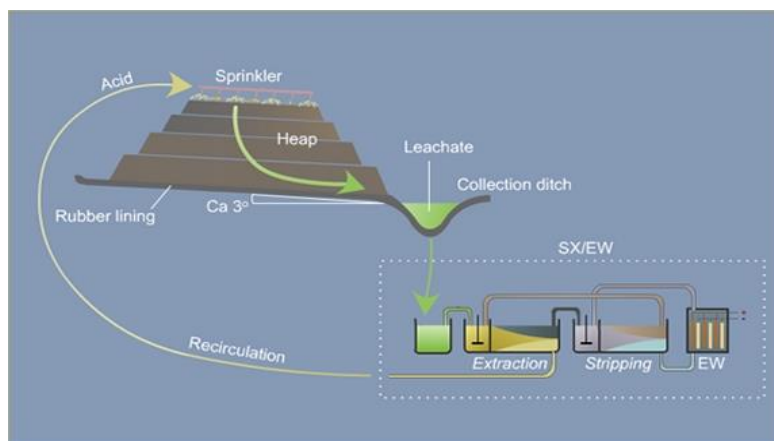 Acid
Sprinkler
Heap
Leachate
Collection ditch
Rubber lining
Ca 3°
SX/EW
Recirculation
Extraction
Stripping
EW